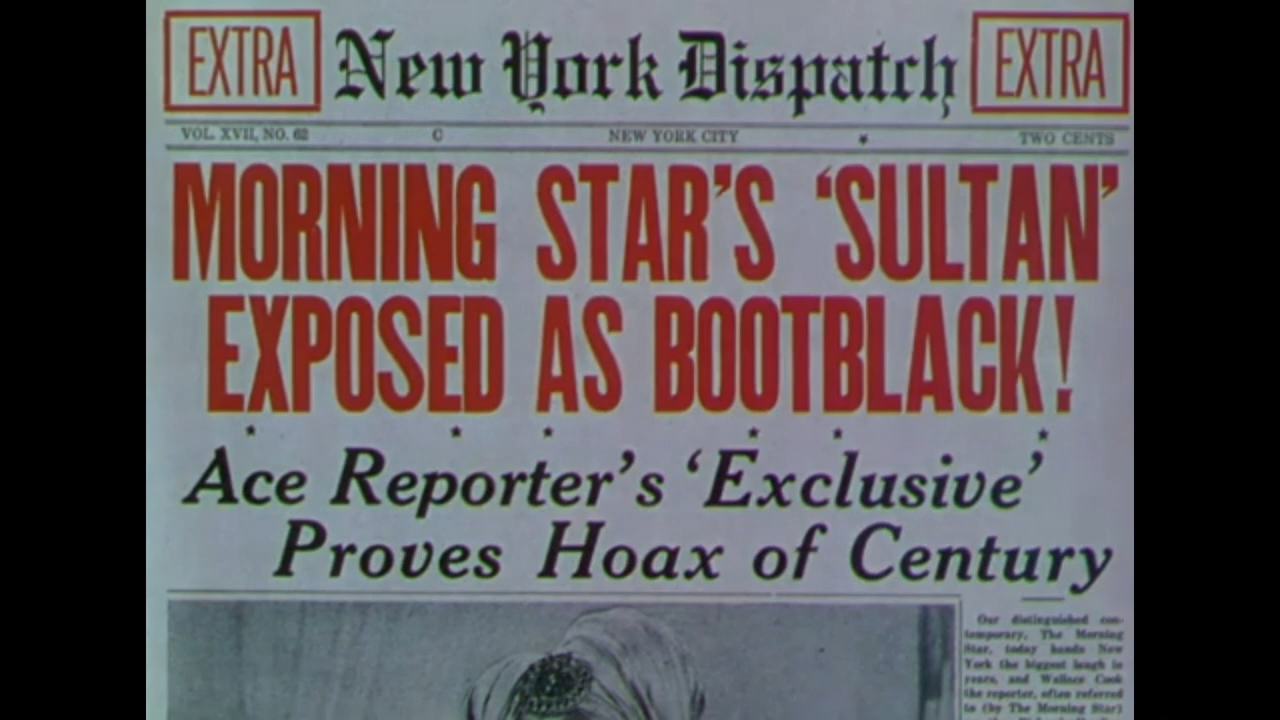 EXTRA New York Dispatch EXTRA
VOL. XVII, NO. 62 C NEW YORK CITY * TWO CENTS
MORNING STAR'S 'SULTAN'
EXPOSED AS BOOTBLACK!
* * * * * *
Ace Reporter's 'Exclusive'
Proves Hoax of Century
Our distinguished con-
temporary, The Morning
Star, today hands New
York the biggest laugh in
years, and Wallace Cook
the reporter, often referred
to (by The Morning Star)